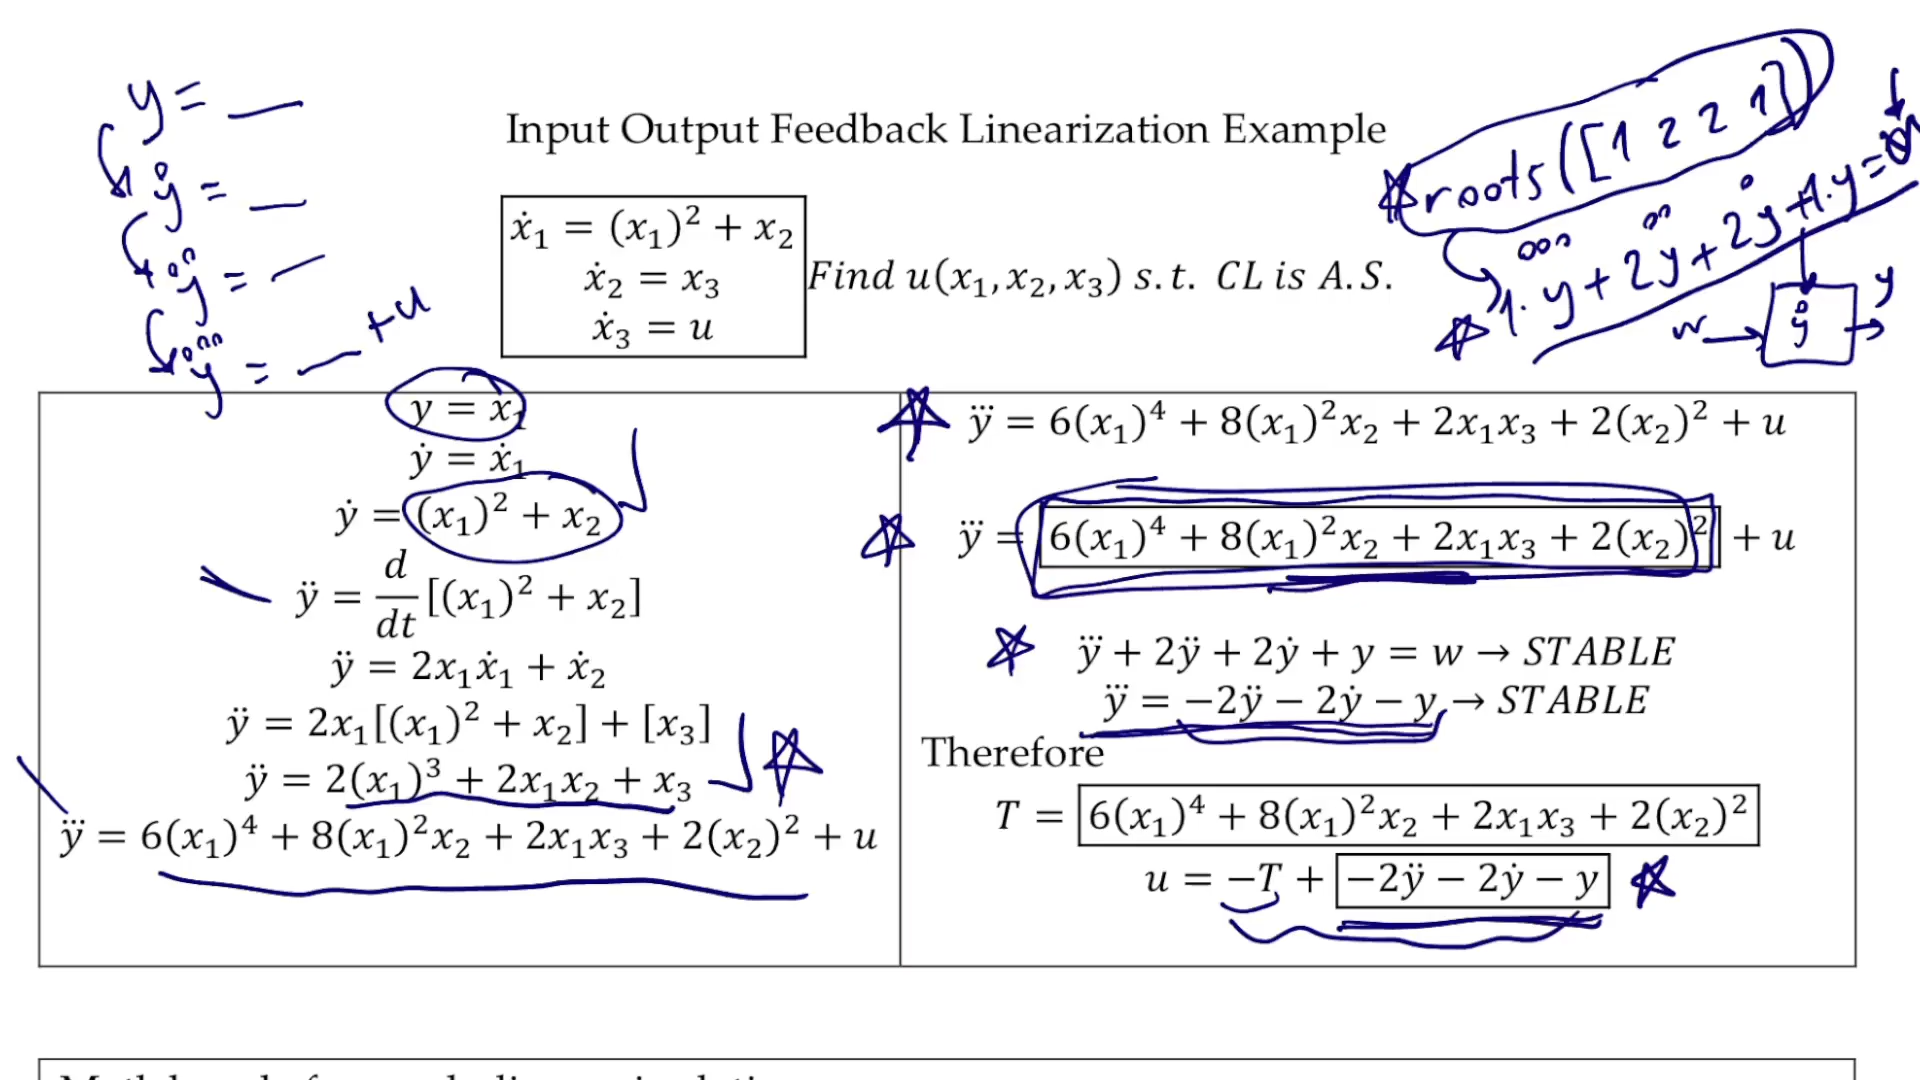 Input Output Feedback Linearization Example
y = __
ẏ = __
ÿ = __
y⃛ = __ + u
roots([1 2 2 1])
1·y⃛ + 2ÿ + 2ẏ + 1·y =
w → ẏ → y
ẋ₁ = (x₁)² + x₂
ẋ₂ = x₃
ẋ₃ = u
Find u(x₁, x₂, x₃) s.t. CL is A.S.
y = x₁
ẏ = ẋ₁
ẏ = (x₁)² + x₂
ÿ = d/dt [(x₁)² + x₂]
ÿ = 2x₁ẋ₁ + ẋ₂
ÿ = 2x₁[(x₁)² + x₂] + [x₃]
ÿ = 2(x₁)³ + 2x₁x₂ + x₃
y⃛ = 6(x₁)⁴ + 8(x₁)²x₂ + 2x₁x₃ + 2(x₂)² + u
y⃛ = 6(x₁)⁴ + 8(x₁)²x₂ + 2x₁x₃ + 2(x₂)² + u
y⃛ = 6(x₁)⁴ + 8(x₁)²x₂ + 2x₁x₃ + 2(x₂)² + u
y⃛ + 2ÿ + 2ẏ + y = w → STABLE
y⃛ = −2ÿ − 2ẏ − y → STABLE
Therefore
T = 6(x₁)⁴ + 8(x₁)²x₂ + 2x₁x₃ + 2(x₂)²
u = −T + −2ÿ − 2ẏ − y